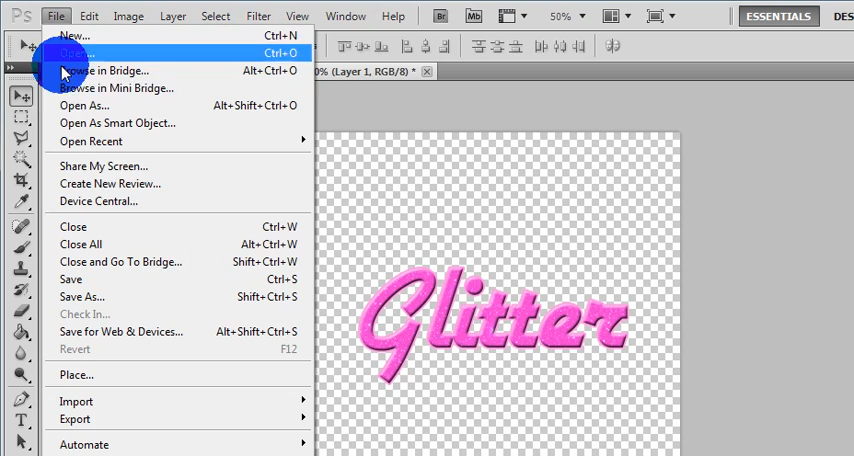 Ps File Edit Image Layer Select Filter View Window Help Br Mb 50% ESSENTIALS DES
0% (Layer 1, RGB/8) *
New... Ctrl+N
Open... Ctrl+O
Browse in Bridge... Alt+Ctrl+O
Browse in Mini Bridge...
Open As... Alt+Shift+Ctrl+O
Open As Smart Object...
Open Recent
Share My Screen...
Create New Review...
Device Central...
Close Ctrl+W
Close All Alt+Ctrl+W
Close and Go To Bridge... Shift+Ctrl+W
Save Ctrl+S
Save As... Shift+Ctrl+S
Check In...
Save for Web & Devices... Alt+Shift+Ctrl+S
Revert F12
Place...
Import
Export
Automate
Glitter